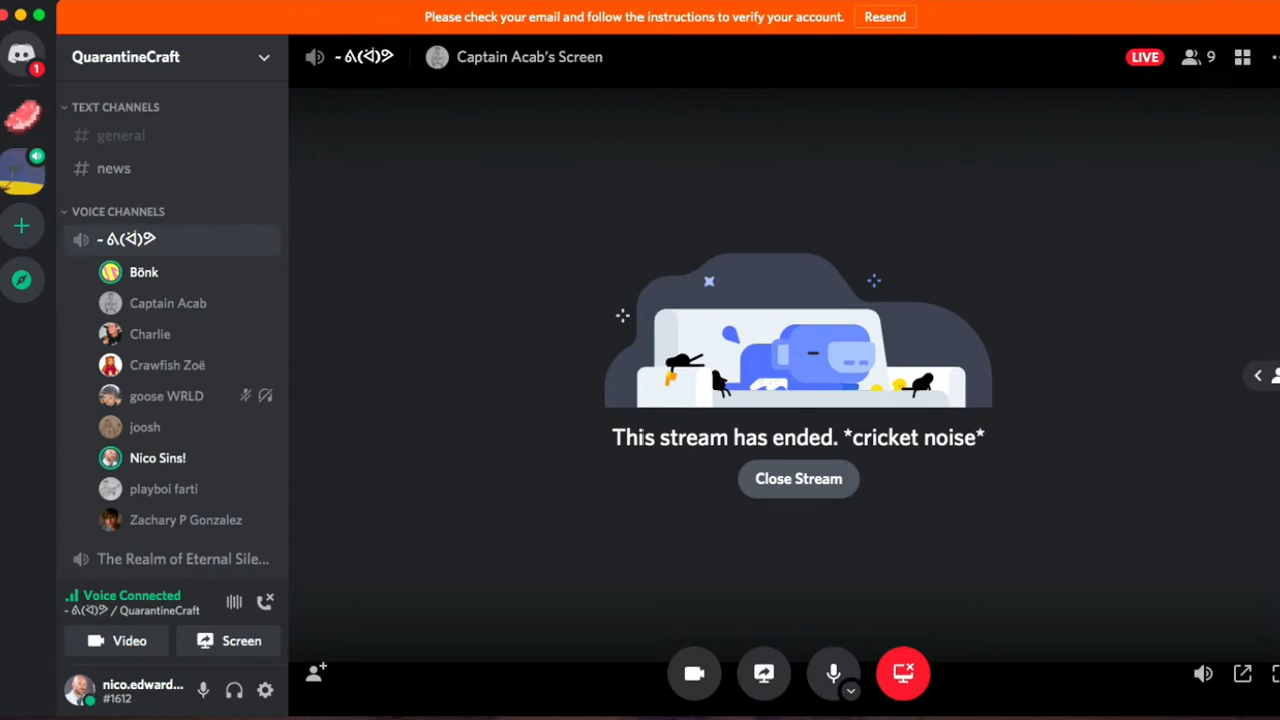 Please check your email and follow the instructions to verify your account. Resend
QuarantineCraft
Captain Acab's Screen
LIVE
9
1
TEXT CHANNELS
# general
# news
VOICE CHANNELS
Bönk
Captain Acab
Charlie
Crawfish Zoë
goose WRLD
joosh
Nico Sins!
playboi farti
Zachary P Gonzalez
The Realm of Eternal Sile...
This stream has ended. *cricket noise*
Close Stream
Voice Connected
/ QuarantineCraft
Video
Screen
nico.edward...
#1612